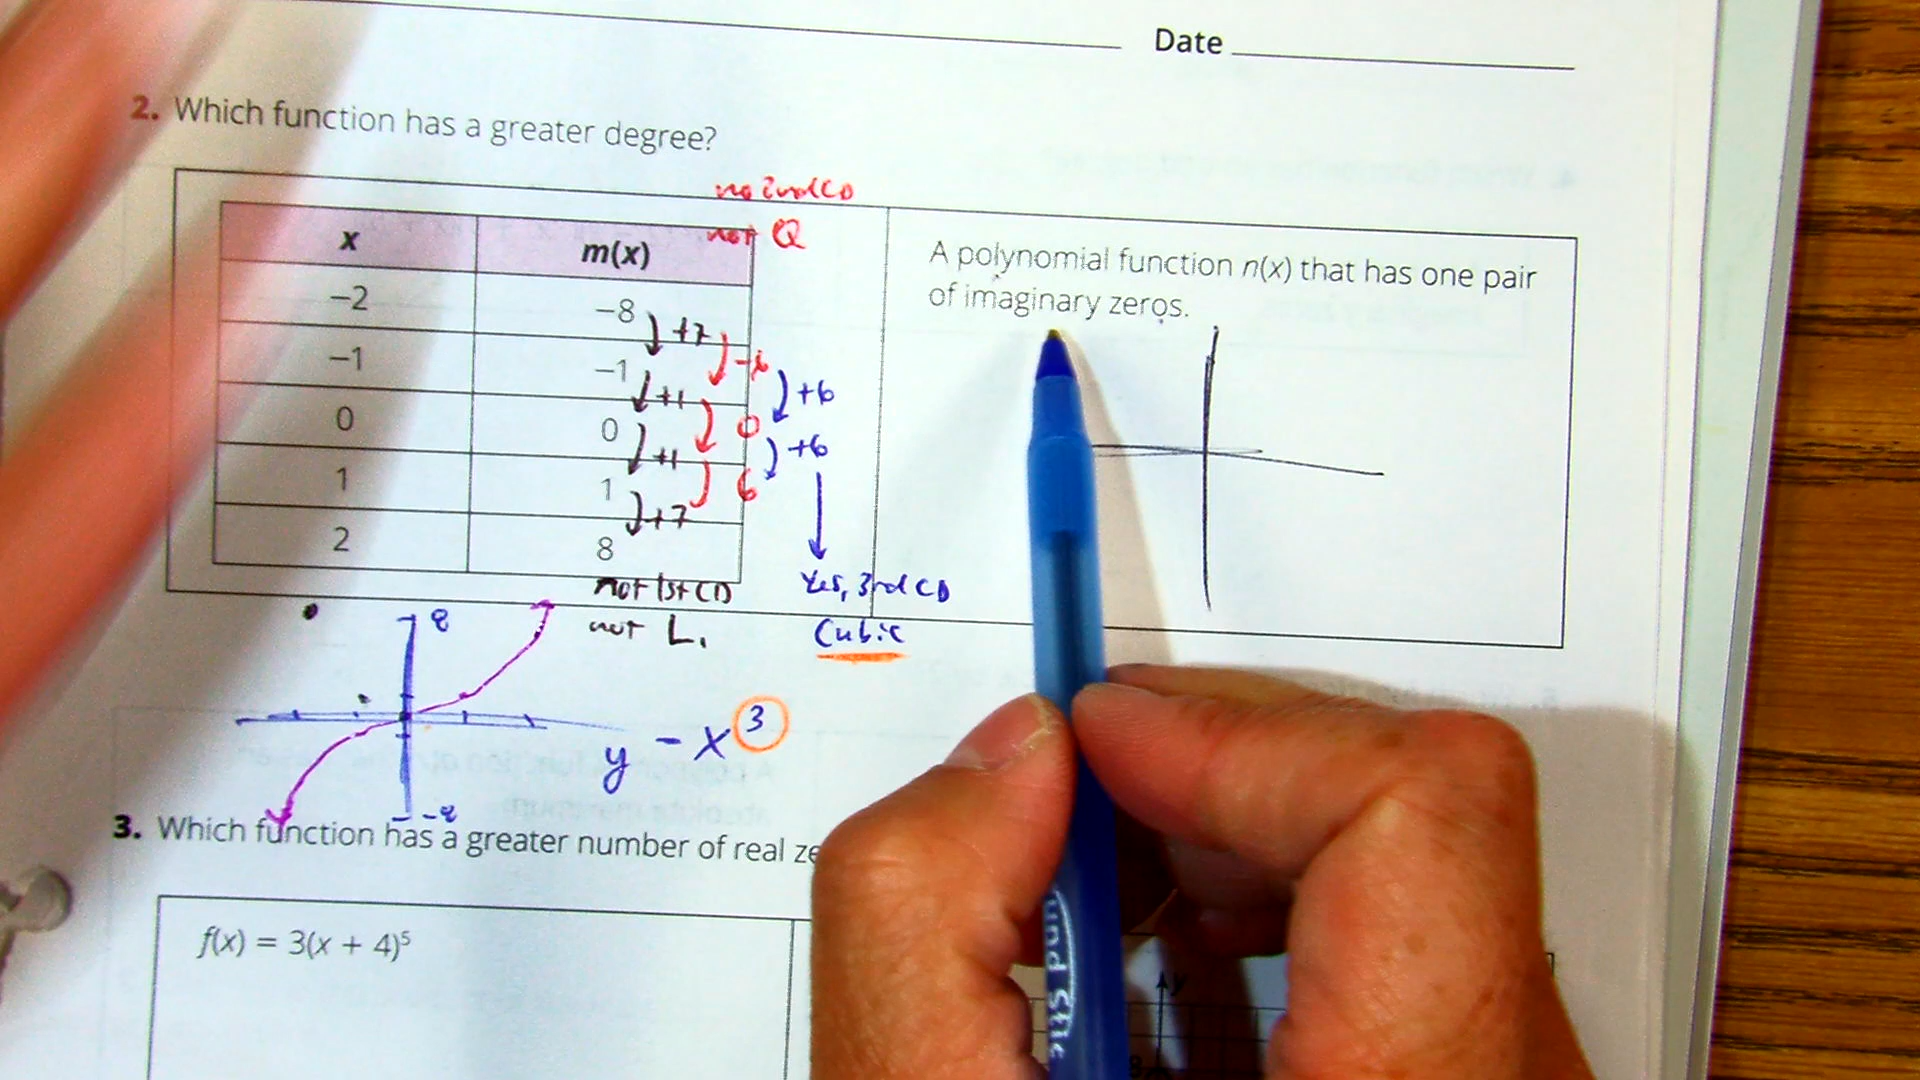 Date
2. Which function has a greater degree?
no 2nd CD
not Q
x m(x)
−2 −8
−1 −1
0 0
1 1
2 8
+7
+1
+1
+7
0
6
+6
+6
not 1st CD
not L.
Yes, 3rd CD
Cubic
A polynomial function n(x) that has one pair
of imaginary zeros.
8
-8
y - x 3
3. Which function has a greater number of real ze
f(x) = 3(x + 4)⁵
y
8